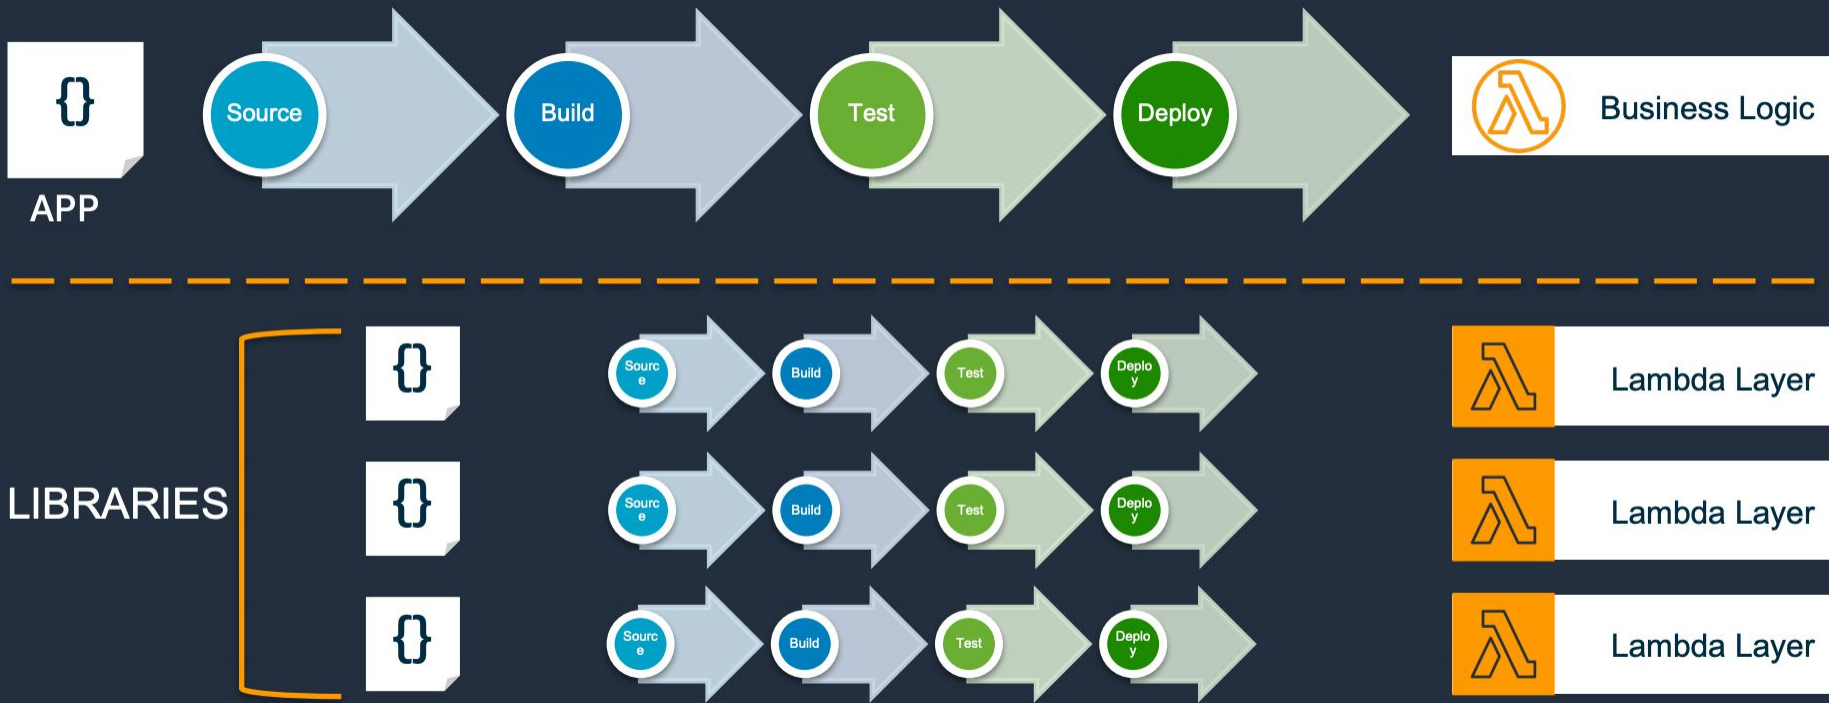 {}
Source
Build
Test
Deploy
Business Logic
APP
{}
Sourc
e
Build
Test
Deplo
y
Lambda Layer
LIBRARIES
{}
Sourc
e
Build
Test
Deplo
y
Lambda Layer
{}
Sourc
e
Build
Test
Deplo
y
Lambda Layer